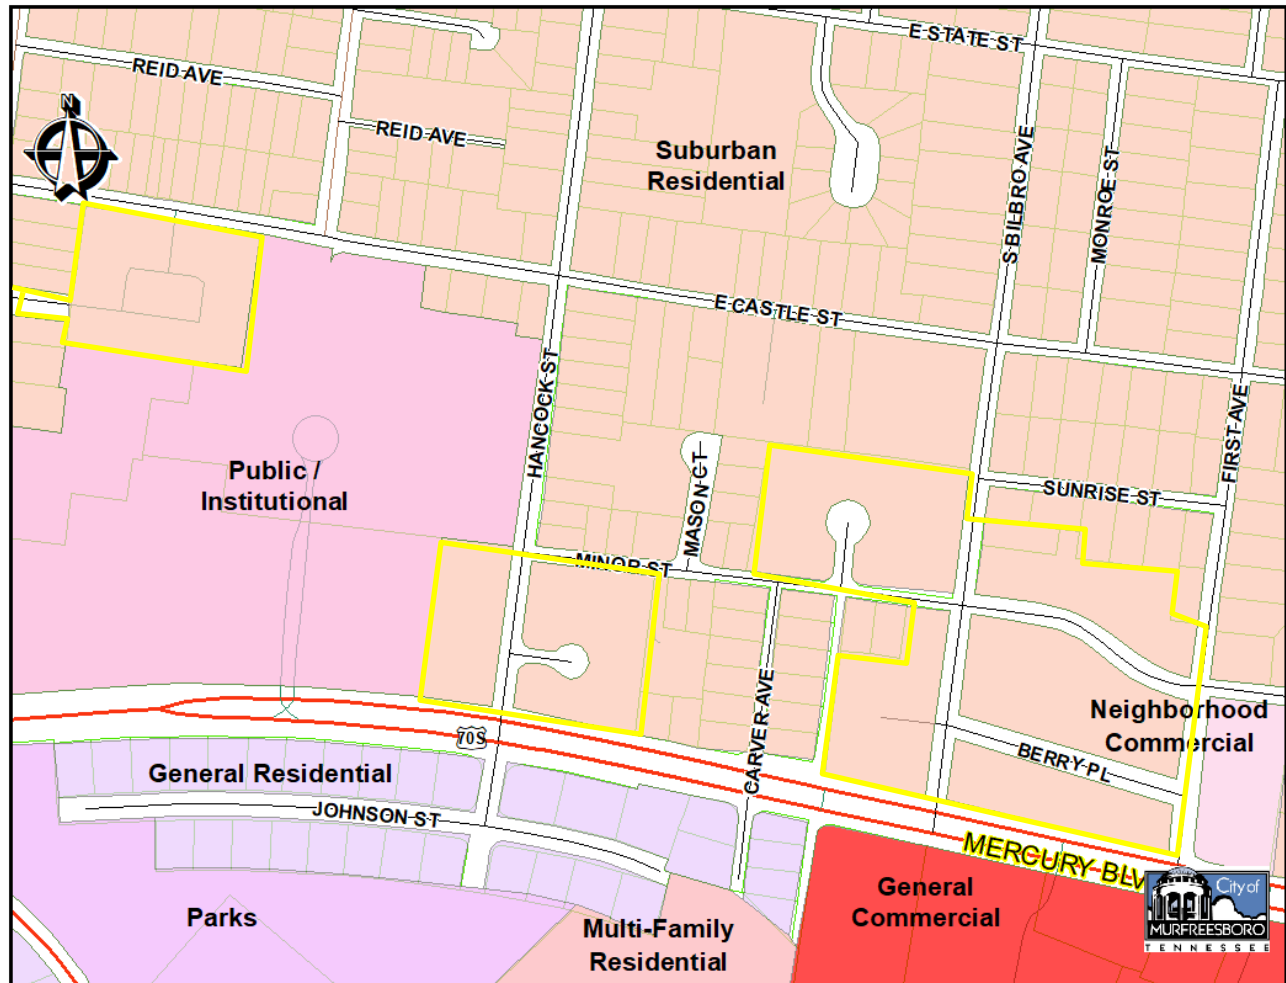 E STATE ST
REID AVE
N
REID AVE
Suburban
Residential
S BILBRO AVE
MONROE ST
E CASTLE ST
HANCOCK ST
FIRST AVE
Public /
Institutional
MASON CT
SUNRISE ST
MINOR ST
CARVER AVE
Neighborhood
Commercial
70S
BERRY PL
General Residential
JOHNSON ST
MERCURY BLV
General
Commercial
City of
MURFREESBORO
TENNESSEE
Parks
Multi-Family
Residential